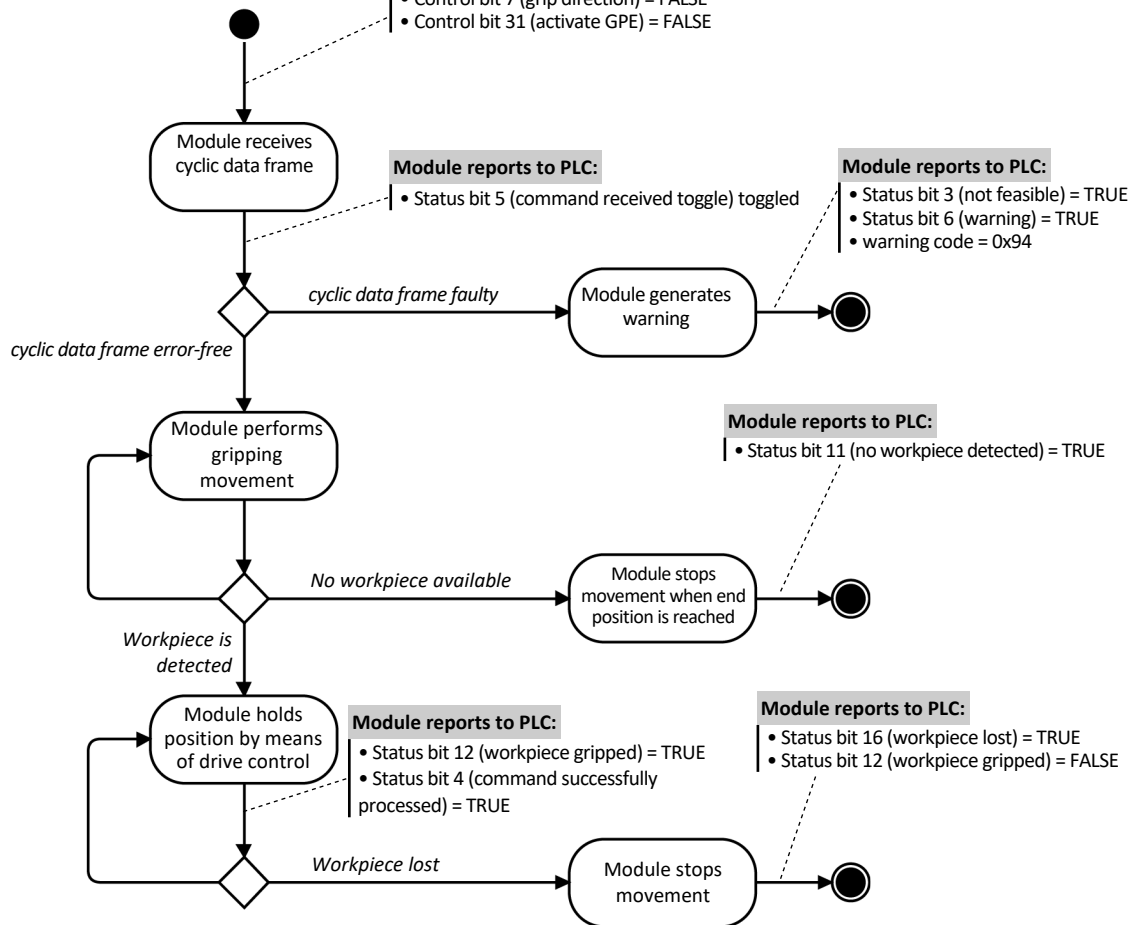 • Control bit 7 (grip direction) = FALSE
• Control bit 31 (activate GPE) = FALSE
Module receives
cyclic data frame
Module reports to PLC:
• Status bit 5 (command received toggle) toggled
Module reports to PLC:
• Status bit 3 (not feasible) = TRUE
• Status bit 6 (warning) = TRUE
• warning code = 0x94
cyclic data frame faulty
Module generates
warning
cyclic data frame error-free
Module performs
gripping
movement
Module reports to PLC:
• Status bit 11 (no workpiece detected) = TRUE
No workpiece available
Module stops
movement when end
position is reached
Workpiece is
detected
Module holds
position by means
of drive control
Module reports to PLC:
• Status bit 12 (workpiece gripped) = TRUE
• Status bit 4 (command successfully
processed) = TRUE
Module reports to PLC:
• Status bit 16 (workpiece lost) = TRUE
• Status bit 12 (workpiece gripped) = FALSE
Workpiece lost
Module stops
movement